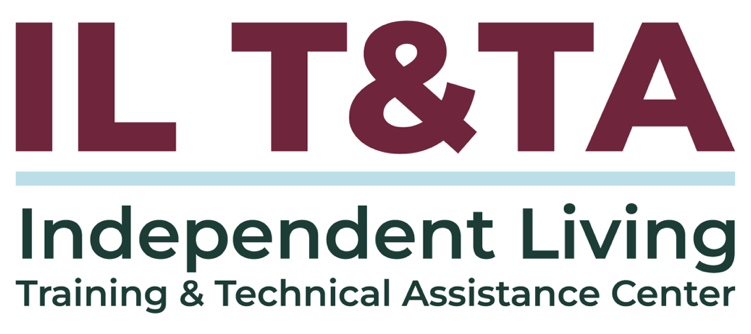 IL T&TA
Independent Living
Training & Technical Assistance Center